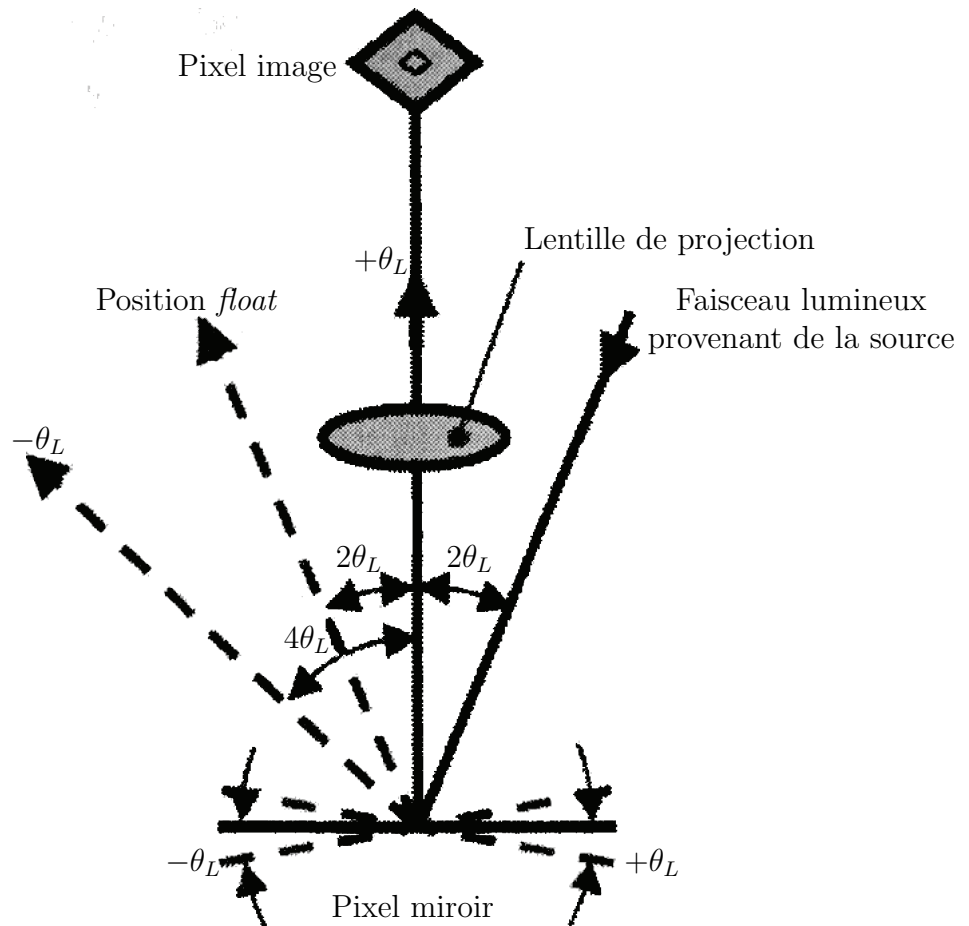 Pixel image
Lentille de projection
+θ_L
Position float
Faisceau lumineux
provenant de la source
−θ_L
2θ_L 2θ_L
4θ_L
−θ_L
+θ_L
Pixel miroir